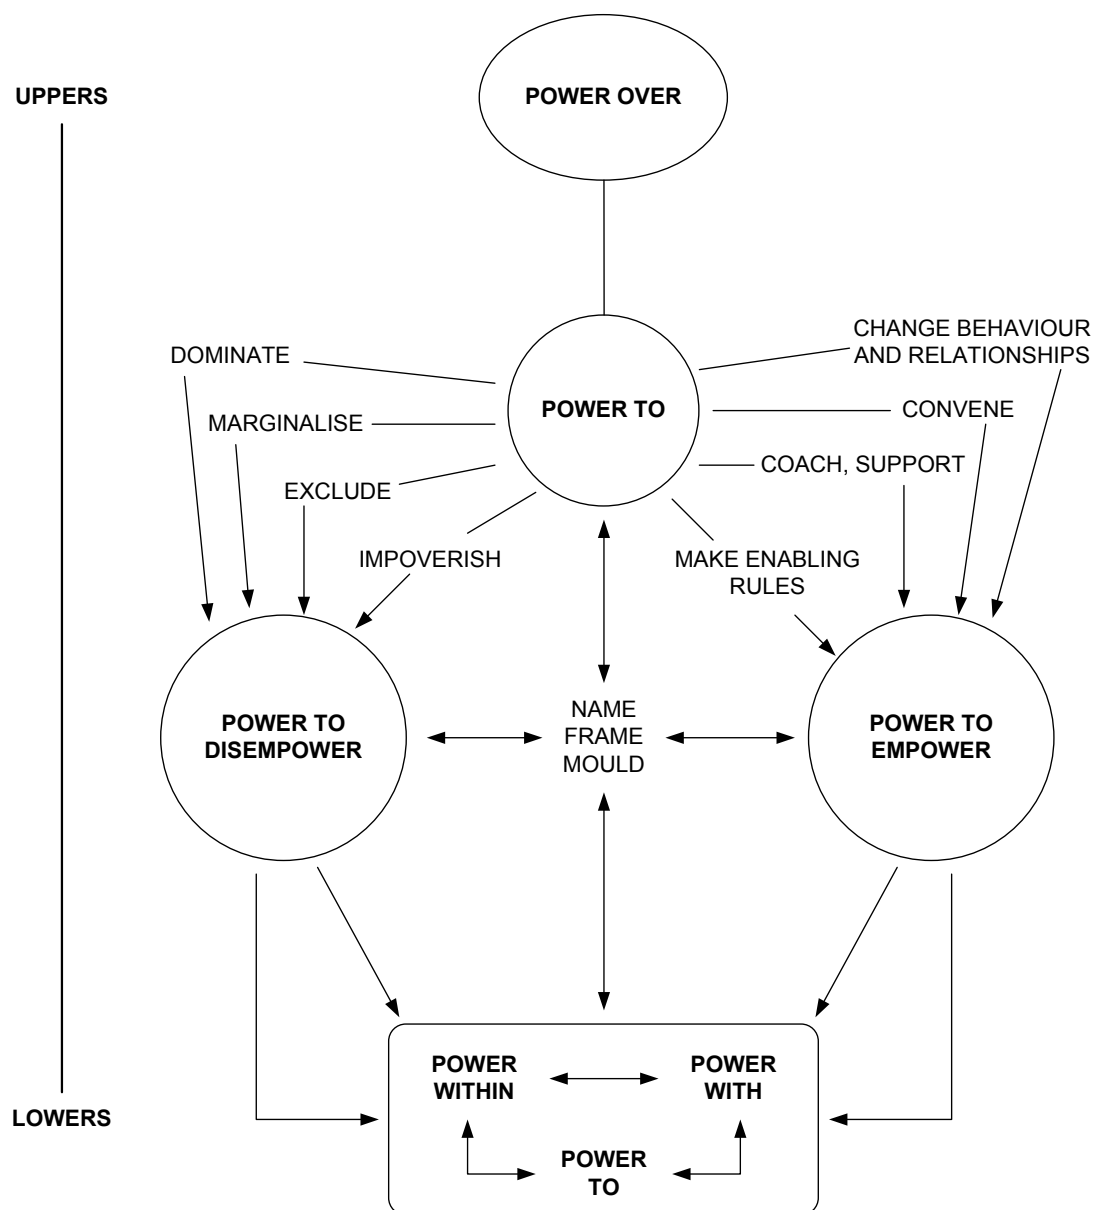 UPPERS
POWER OVER
CHANGE BEHAVIOUR
AND RELATIONSHIPS
DOMINATE
POWER TO
CONVENE
MARGINALISE
COACH, SUPPORT
EXCLUDE
IMPOVERISH
MAKE ENABLING
RULES
POWER TO
DISEMPOWER
NAME
FRAME
MOULD
POWER TO
EMPOWER
POWER
WITHIN
POWER
WITH
LOWERS
POWER
TO